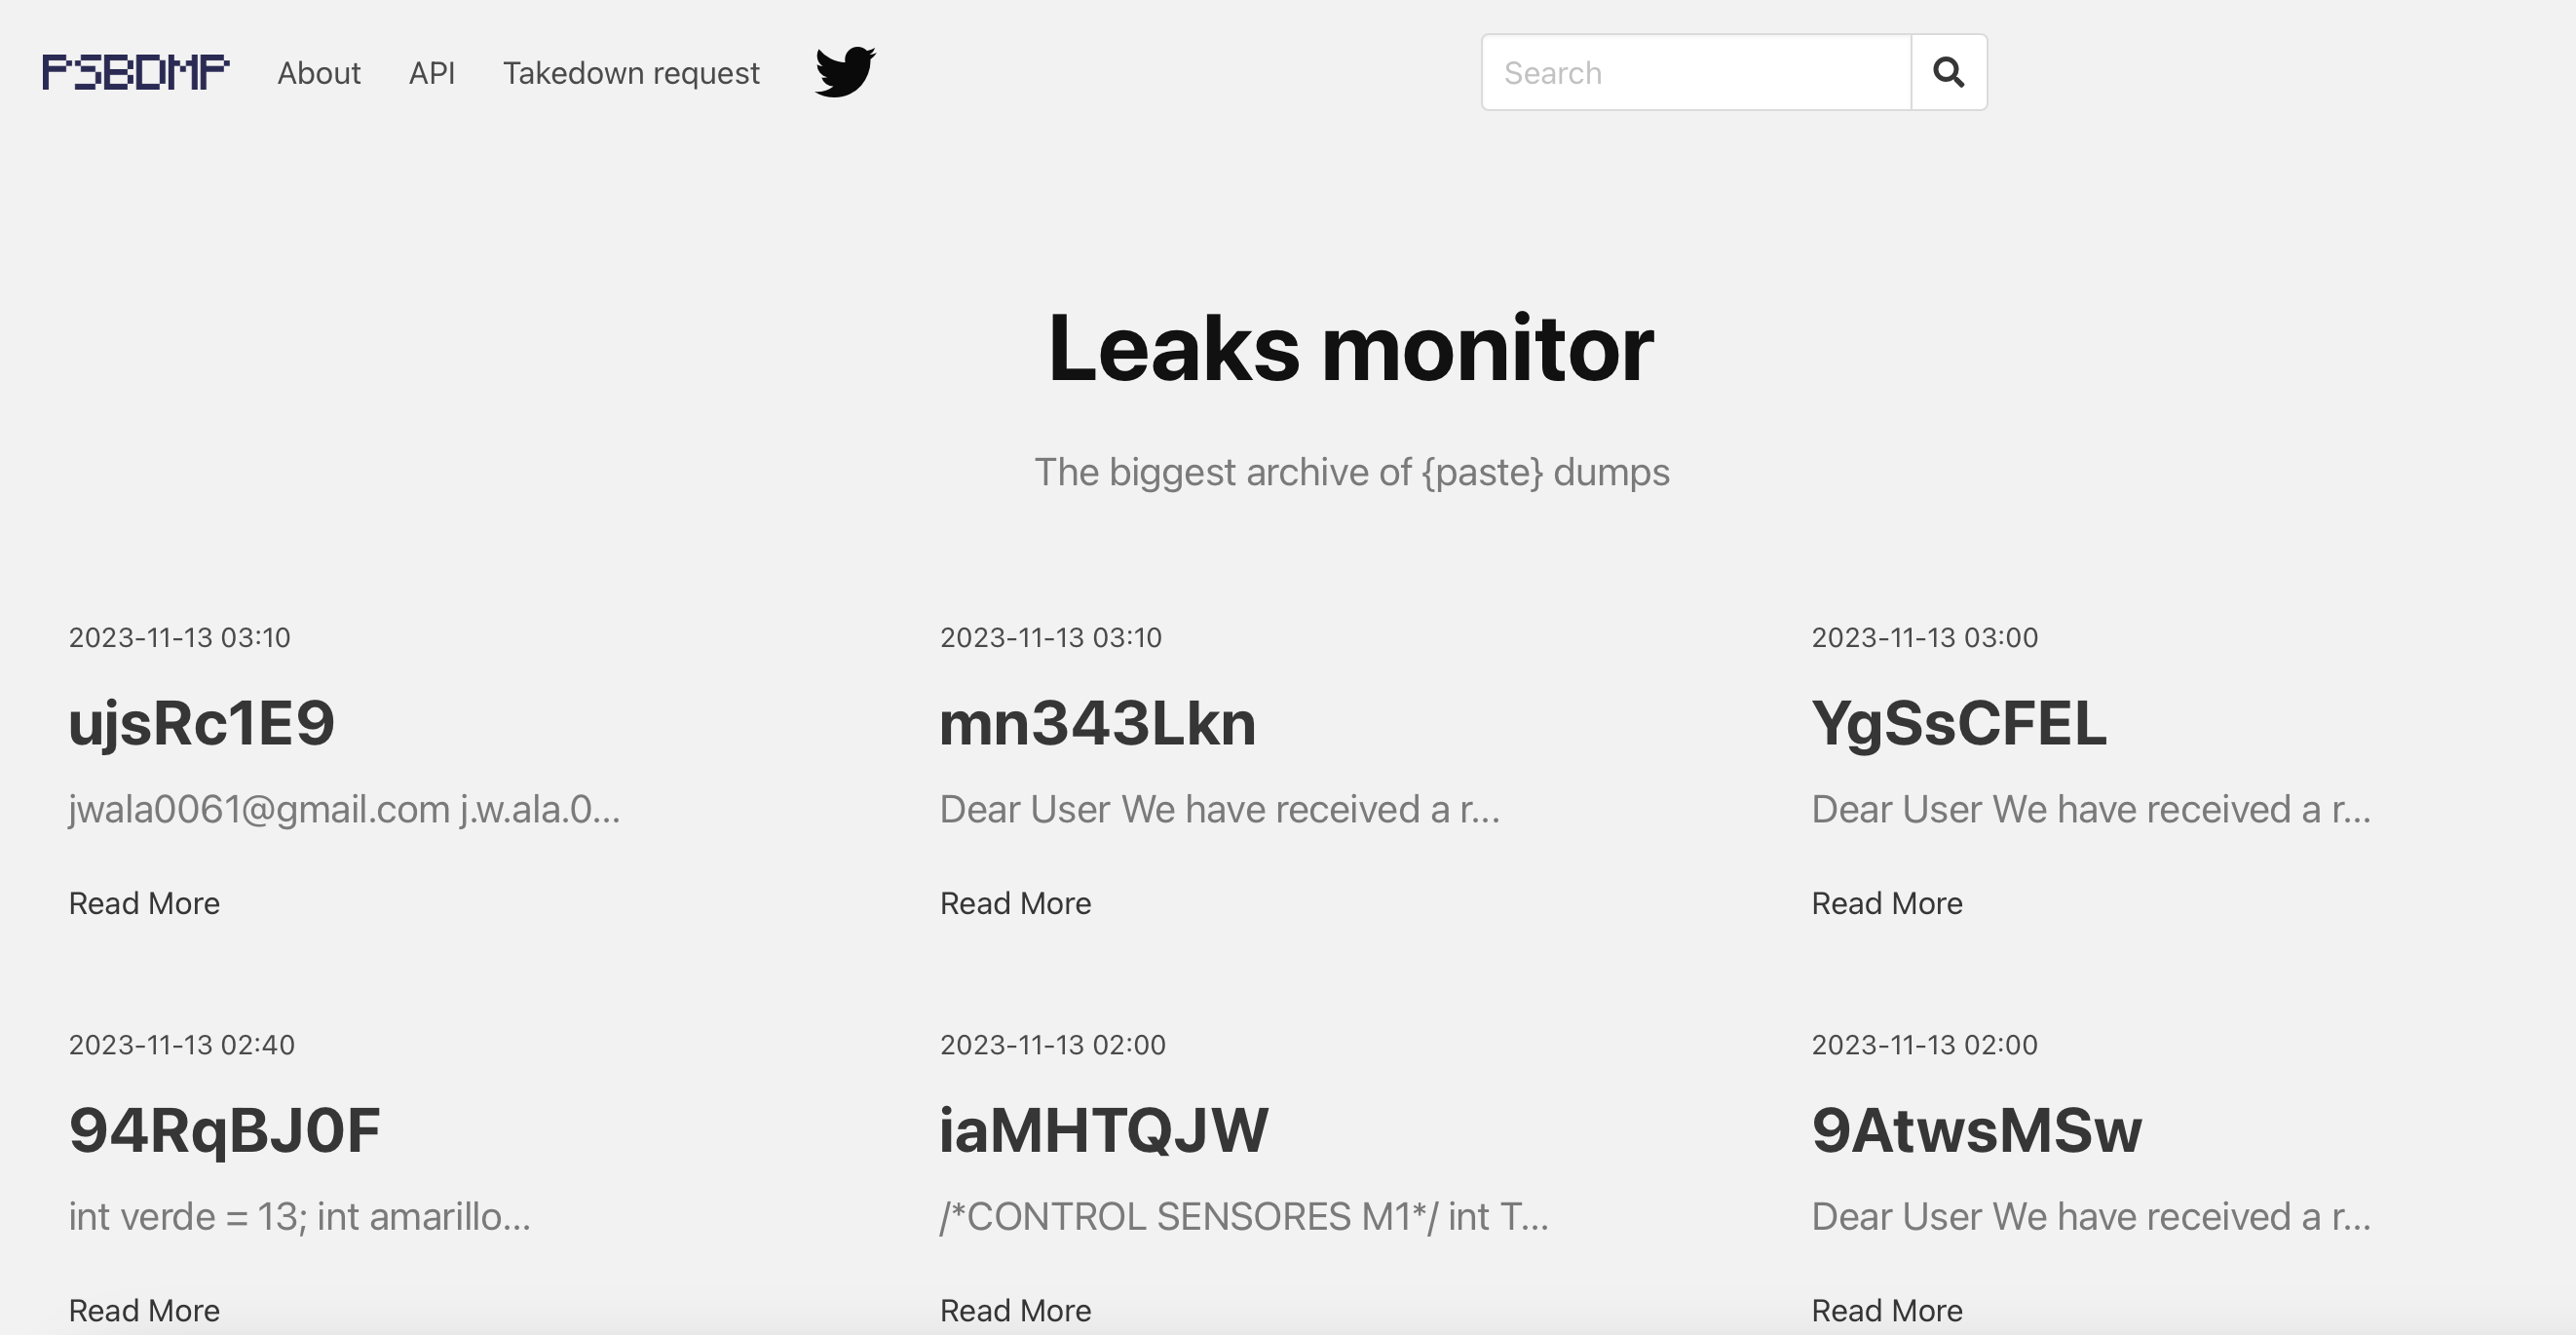 PSBDMP About API Takedown request Search
Leaks monitor
The biggest archive of {paste} dumps
2023-11-13 03:10
ujsRc1E9
jwala0061@gmail.com j.w.ala.0...
Read More
2023-11-13 03:10
mn343Lkn
Dear User We have received a r...
Read More
2023-11-13 03:00
YgSsCFEL
Dear User We have received a r...
Read More
2023-11-13 02:40
94RqBJ0F
int verde = 13; int amarillo...
Read More
2023-11-13 02:00
iaMHTQJW
/*CONTROL SENSORES M1*/ int T...
Read More
2023-11-13 02:00
9AtwsMSw
Dear User We have received a r...
Read More